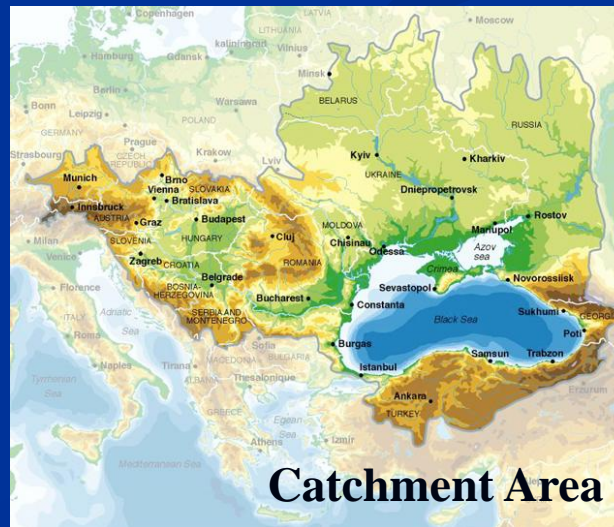 Copenhagen
LATVIA
Moscow
LITHUANIA
kaliningrad
Vilnius
Hamburg
Gdansk
Minsk
Berlin
BELARUS
Bonn
Warsaw
RUSSIA
Leipzig
POLAND
GERMANY
Prague
Kyiv
Kharkiv
Strasbourg
CZECH
REPUBLIC
Krakow
Lviv
UKRAINE
Munich
Brno
Vienna
SLOVAKIA
Dniepropetrovsk
Bratislava
Innsbruck
AUSTRIA
Budapest
MOLDOVA
Rostov
Graz
Cluj
Chisinau
Mariupol
Milan
SLOVENIA
HUNGARY
Odessa
Azov
sea
Venice
Zagreb
CROATIA
ROMANIA
Crimea
Belgrade
Sevastopol
Novorossiisk
Florence
BOSNIA-
HERZEGOVINA
Bucharest
Constanta
Sukhumi
GEORGIA
Adriatic
Sea
SERBIA AND
MONTENEGRO
Black Sea
ITALY
Roma
Sofia
Burgas
Poti
Naples
Tirana
MACEDONIA
BULGARIA
Istanbul
Samsun
Trabzon
ALBANIA
Thesalonique
Tyrrhenian
Sea
Ankara
Erzurum
GREECE
Egean
Sea
TURKEY
Athens
Izmir
Mediterranean Sea
Catchment Area